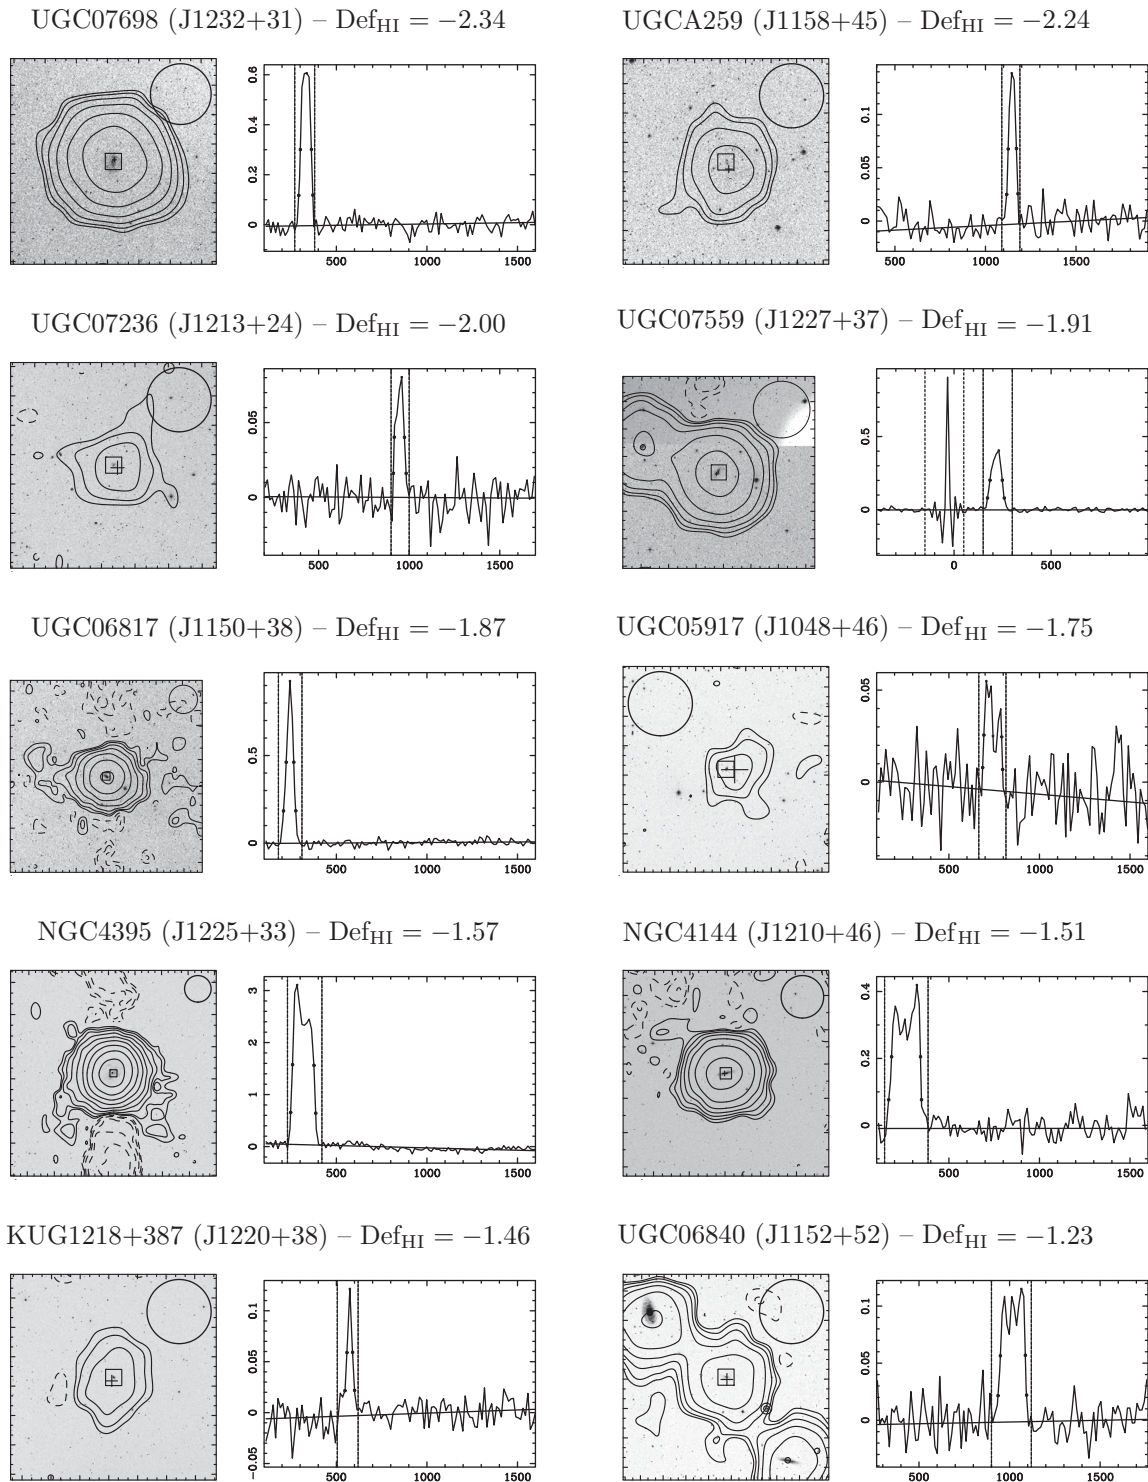 UGC07698 (J1232+31) – Def_HI = −2.34
UGCA259 (J1158+45) – Def_HI = −2.24
0 0.2 0.4 0.6
500 1000 1500
0 0.05 0.1
500 1000 1500
UGC07236 (J1213+24) – Def_HI = −2.00
UGC07559 (J1227+37) – Def_HI = −1.91
0 0.05
500 1000 1500
0 0.5
0 500
UGC06817 (J1150+38) – Def_HI = −1.87
UGC05917 (J1048+46) – Def_HI = −1.75
0 0.5
500 1000 1500
0 0.05
500 1000 1500
NGC4395 (J1225+33) – Def_HI = −1.57
NGC4144 (J1210+46) – Def_HI = −1.51
0 1 2 3
500 1000 1500
0 0.2 0.4
500 1000 1500
KUG1218+387 (J1220+38) – Def_HI = −1.46
UGC06840 (J1152+52) – Def_HI = −1.23
−0.05 0 0.05 0.1
500 1000 1500
0 0.05 0.1
500 1000 1500